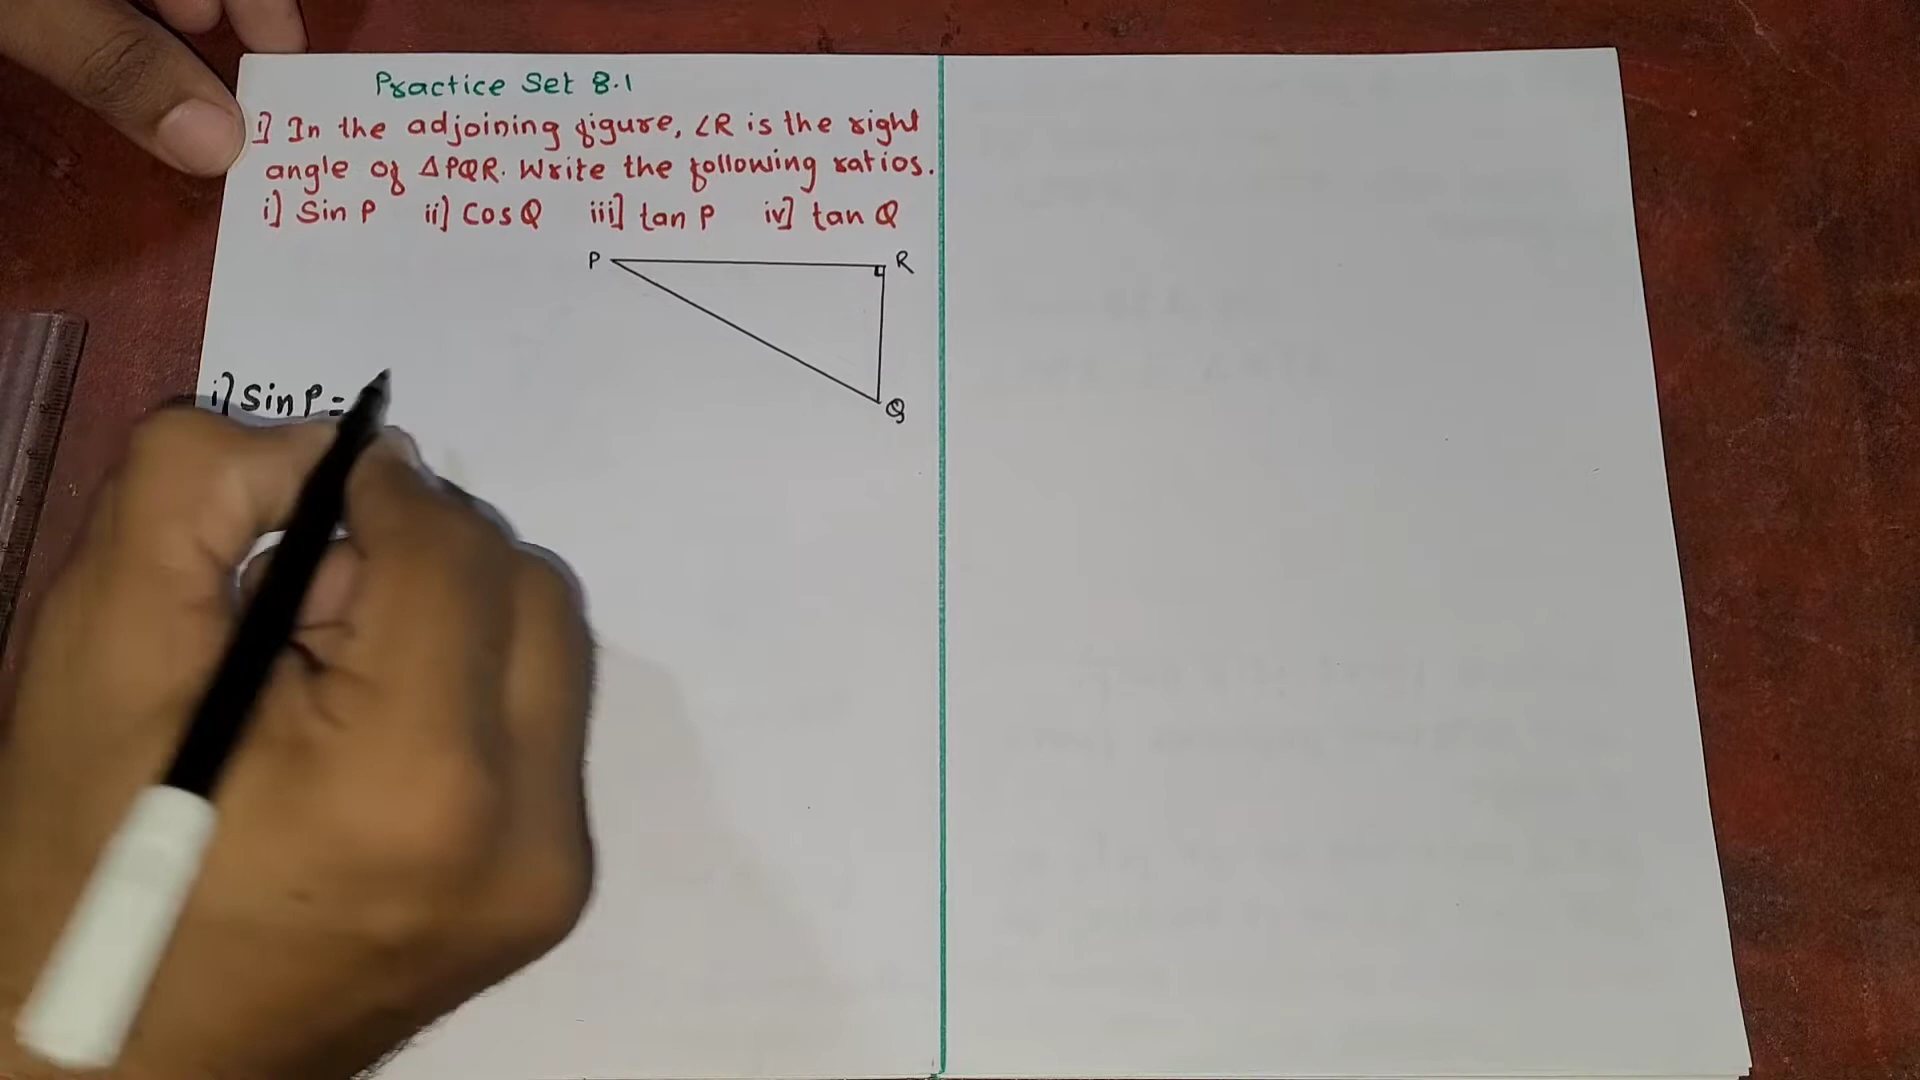 Practice Set 8.1
1] In the adjoining figure, ∠R is the right
angle of △PQR. Write the following ratios.
i] Sin P ii] Cos Q iii] tan P iv] tan Q
P R
Q
i] Sin P =